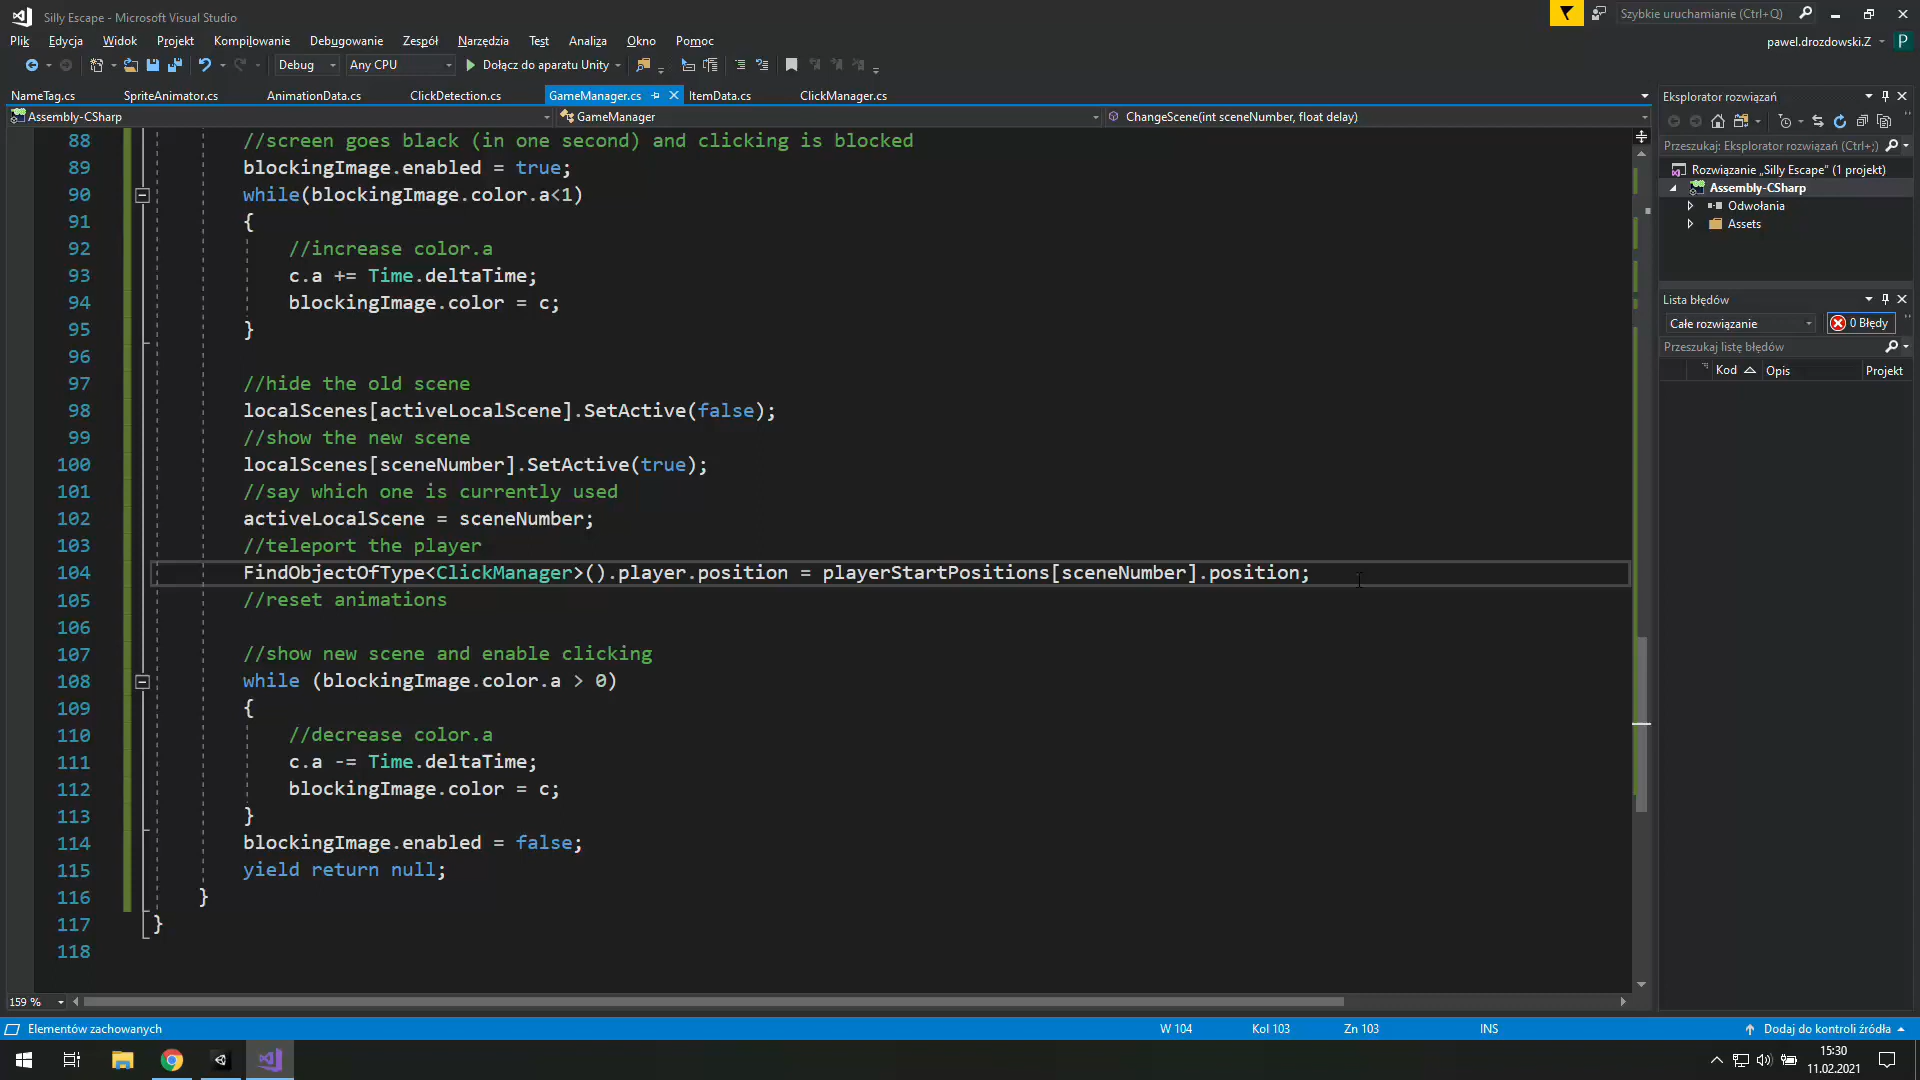 Silly Escape - Microsoft Visual Studio
Szybkie uruchamianie (Ctrl+Q)
Plik Edycja Widok Projekt Kompilowanie Debugowanie Zespół Narzędzia Test Analiza Okno Pomoc
pawel.drozdowski.Z P
Debug Any CPU Dołącz do aparatu Unity
NameTag.cs SpriteAnimator.cs AnimationData.cs ClickDetection.cs GameManager.cs ItemData.cs ClickManager.cs
Assembly-CSharp GameManager ChangeScene(int sceneNumber, float delay)
88 //screen goes black (in one second) and clicking is blocked
89 blockingImage.enabled = true;
90 while(blockingImage.color.a<1)
91 {
92 //increase color.a
93 c.a += Time.deltaTime;
94 blockingImage.color = c;
95 }
96
97 //hide the old scene
98 localScenes[activeLocalScene].SetActive(false);
99 //show the new scene
100 localScenes[sceneNumber].SetActive(true);
101 //say which one is currently used
102 activeLocalScene = sceneNumber;
103 //teleport the player
104 FindObjectOfType<ClickManager>().player.position = playerStartPositions[sceneNumber].position;
105 //reset animations
106
107 //show new scene and enable clicking
108 while (blockingImage.color.a > 0)
109 {
110 //decrease color.a
111 c.a -= Time.deltaTime;
112 blockingImage.color = c;
113 }
114 blockingImage.enabled = false;
115 yield return null;
116 }
117 }
118
159 %
Eksplorator rozwiązań
Przeszukaj: Eksplorator rozwiązań (Ctrl+;)
Rozwiązanie „Silly Escape” (1 projekt)
Assembly-CSharp
Odwołania
Assets
Lista błędów
Całe rozwiązanie 0 Błędy
Przeszukaj listę błędów
Kod Opis Projekt
Elementów zachowanych W 104 Kol 103 Zn 103 INS Dodaj do kontroli źródła
15:30
11.02.2021